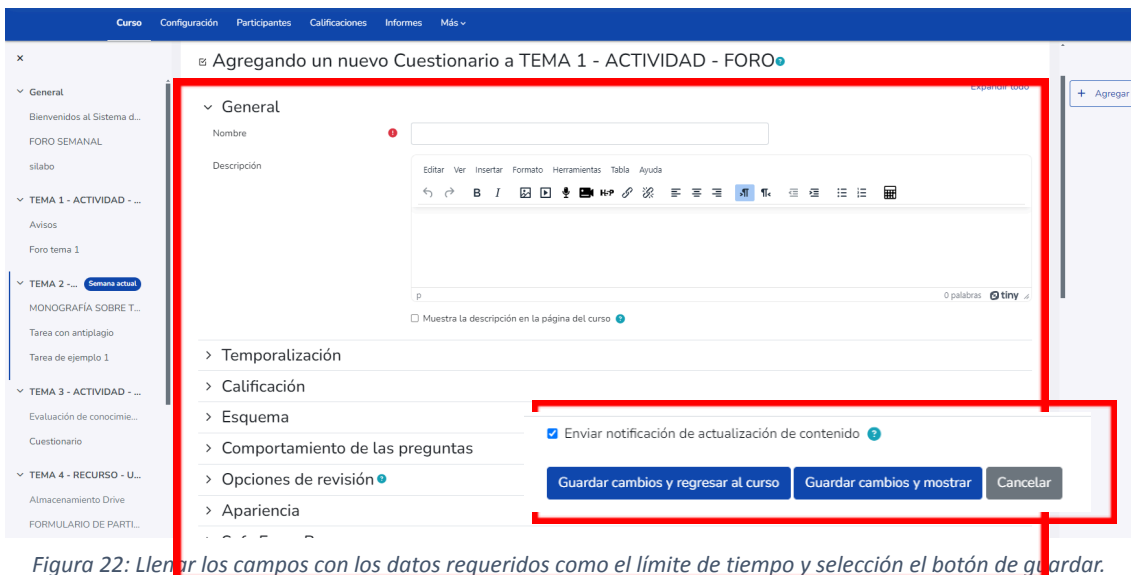 Curso Configuración Participantes Calificaciones Informes Más
× Agregando un nuevo Cuestionario a TEMA 1 - ACTIVIDAD - FORO
General
Bienvenidos al Sistema d...
FORO SEMANAL
silabo
TEMA 1 - ACTIVIDAD - ...
Avisos
Foro tema 1
TEMA 2 -... Semana actual
MONOGRAFÍA SOBRE T...
Tarea con antiplagio
Tarea de ejemplo 1
TEMA 3 - ACTIVIDAD - ...
Evaluación de conocimie...
Cuestionario
TEMA 4 - RECURSO - U...
Almacenamiento Drive
FORMULARIO DE PARTI...
Expandir todo
+ Agregar
General
Nombre
Descripción
Editar Ver Insertar Formato Herramientas Tabla Ayuda
B I H-P
p 0 palabras tiny
Muestra la descripción en la página del curso
Temporalización
Calificación
Esquema
Comportamiento de las preguntas
Opciones de revisión
Apariencia
Enviar notificación de actualización de contenido
Guardar cambios y regresar al curso Guardar cambios y mostrar Cancelar
Figura 22: Llenar los campos con los datos requeridos como el límite de tiempo y selección el botón de guardar.